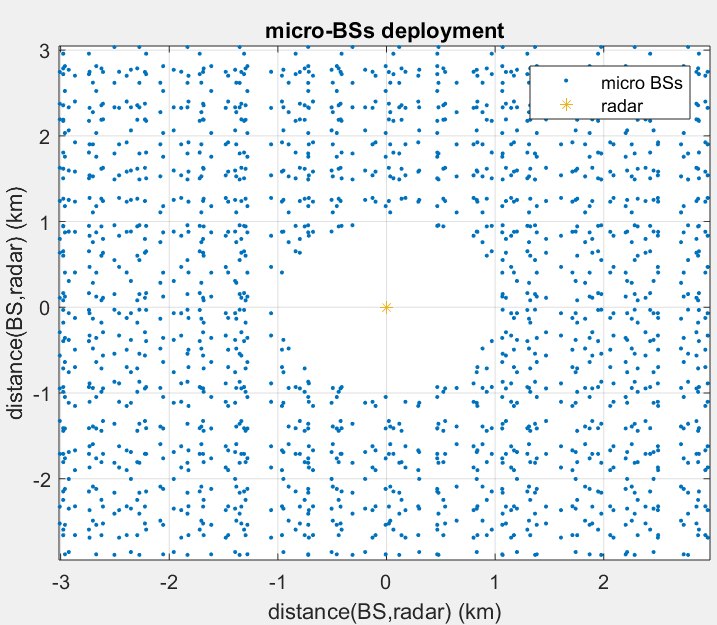 micro-BSs deployment
micro BSs
radar
distance(BS,radar) (km)
3
2
1
0
-1
-2
-3
-2
-1
0
1
2
distance(BS,radar) (km)